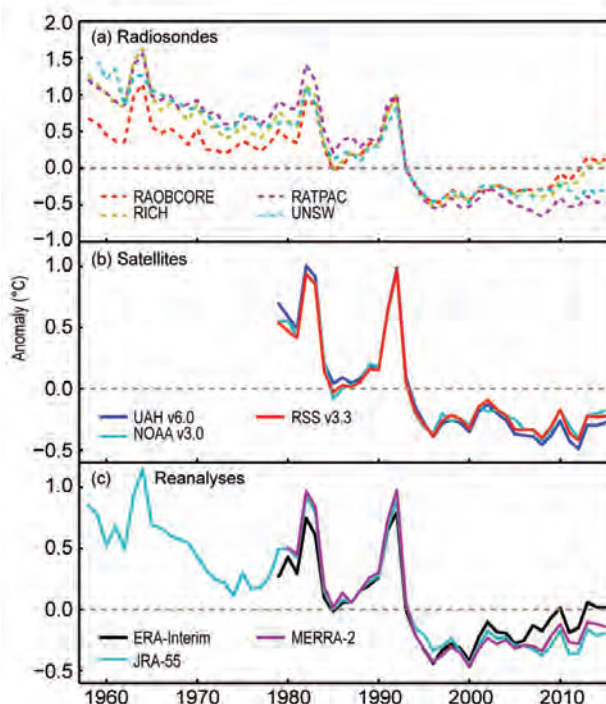 (a) Radiosondes
2.0
1.5
1.0
0.5
0.0
−0.5
−1.0
RAOBCORE RATPAC
RICH UNSW
Anomaly (°C)
(b) Satellites
1.0
0.5
0.0
−0.5
UAH v6.0 RSS v3.3
NOAA v3.0
(c) Reanalyses
1.0
0.5
0.0
−0.5
ERA-Interim MERRA-2
JRA-55
1960 1970 1980 1990 2000 2010